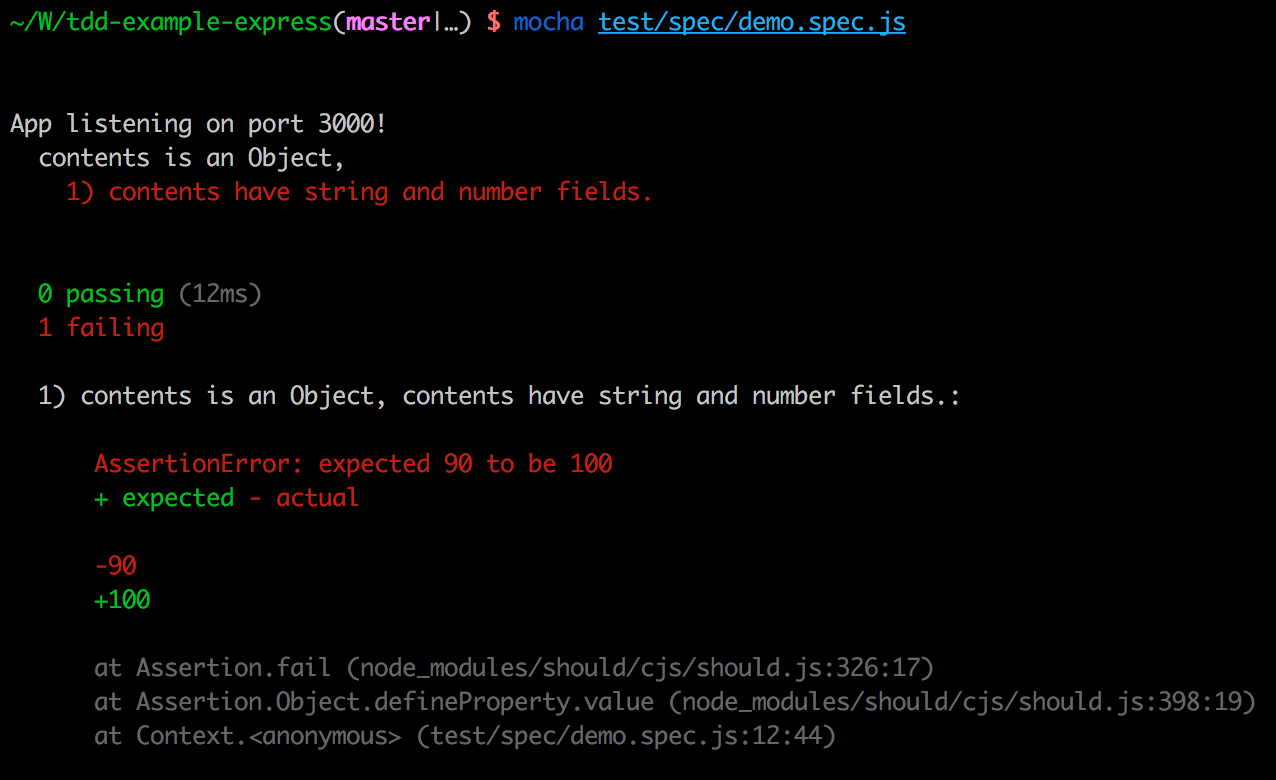 ~/W/tdd-example-express(master|…) $ mocha test/spec/demo.spec.js
App listening on port 3000!
contents is an Object,
1) contents have string and number fields.
0 passing (12ms)
1 failing
1) contents is an Object, contents have string and number fields.:
AssertionError: expected 90 to be 100
+ expected - actual
-90
+100
at Assertion.fail (node_modules/should/cjs/should.js:326:17)
at Assertion.Object.defineProperty.value (node_modules/should/cjs/should.js:398:19)
at Context.<anonymous> (test/spec/demo.spec.js:12:44)